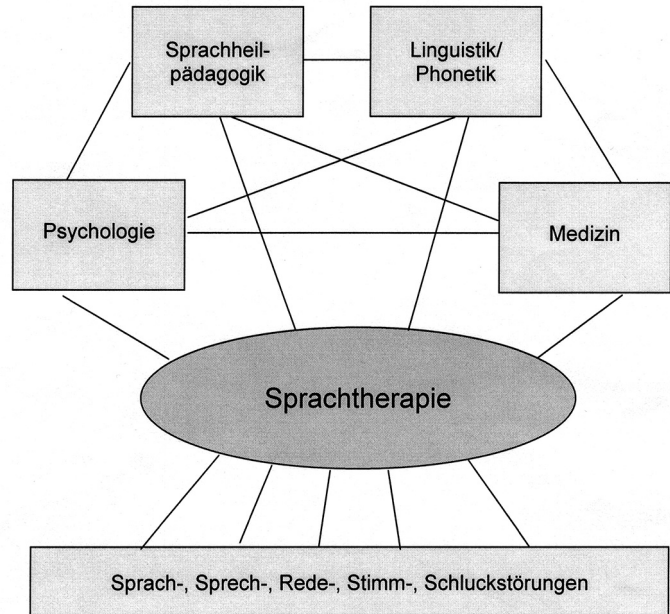 Sprachheil-
pädagogik
Linguistik/
Phonetik
Psychologie
Medizin
Sprachtherapie
Sprach-, Sprech-, Rede-, Stimm-, Schluckstörungen